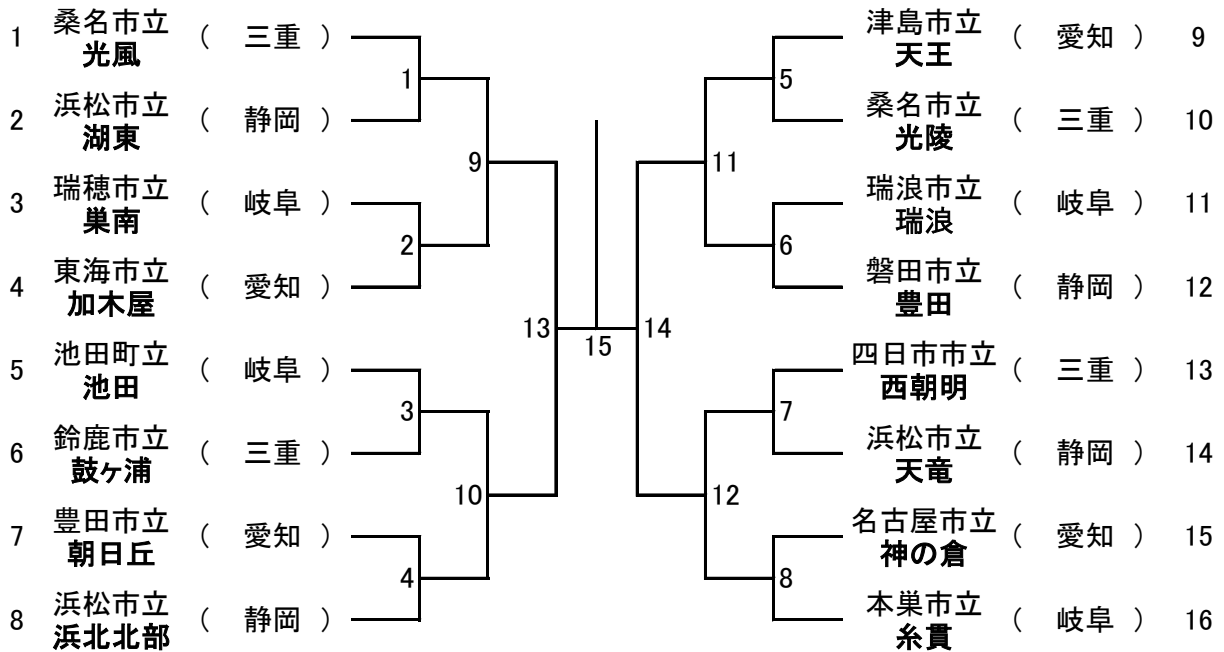 1 桑名市立 光風 ( 三重 )
2 浜松市立 湖東 ( 静岡 )
3 瑞穂市立 巣南 ( 岐阜 )
4 東海市立 加木屋 ( 愛知 )
5 池田町立 池田 ( 岐阜 )
6 鈴鹿市立 鼓ヶ浦 ( 三重 )
7 豊田市立 朝日丘 ( 愛知 )
8 浜松市立 浜北北部 ( 静岡 )
1
2
3
4
9
10
13
15
14
11
12
5
6
7
8
津島市立 天王 ( 愛知 ) 9
桑名市立 光陵 ( 三重 ) 10
瑞浪市立 瑞浪 ( 岐阜 ) 11
磐田市立 豊田 ( 静岡 ) 12
四日市市立 西朝明 ( 三重 ) 13
浜松市立 天竜 ( 静岡 ) 14
名古屋市立 神の倉 ( 愛知 ) 15
本巣市立 糸貫 ( 岐阜 ) 16